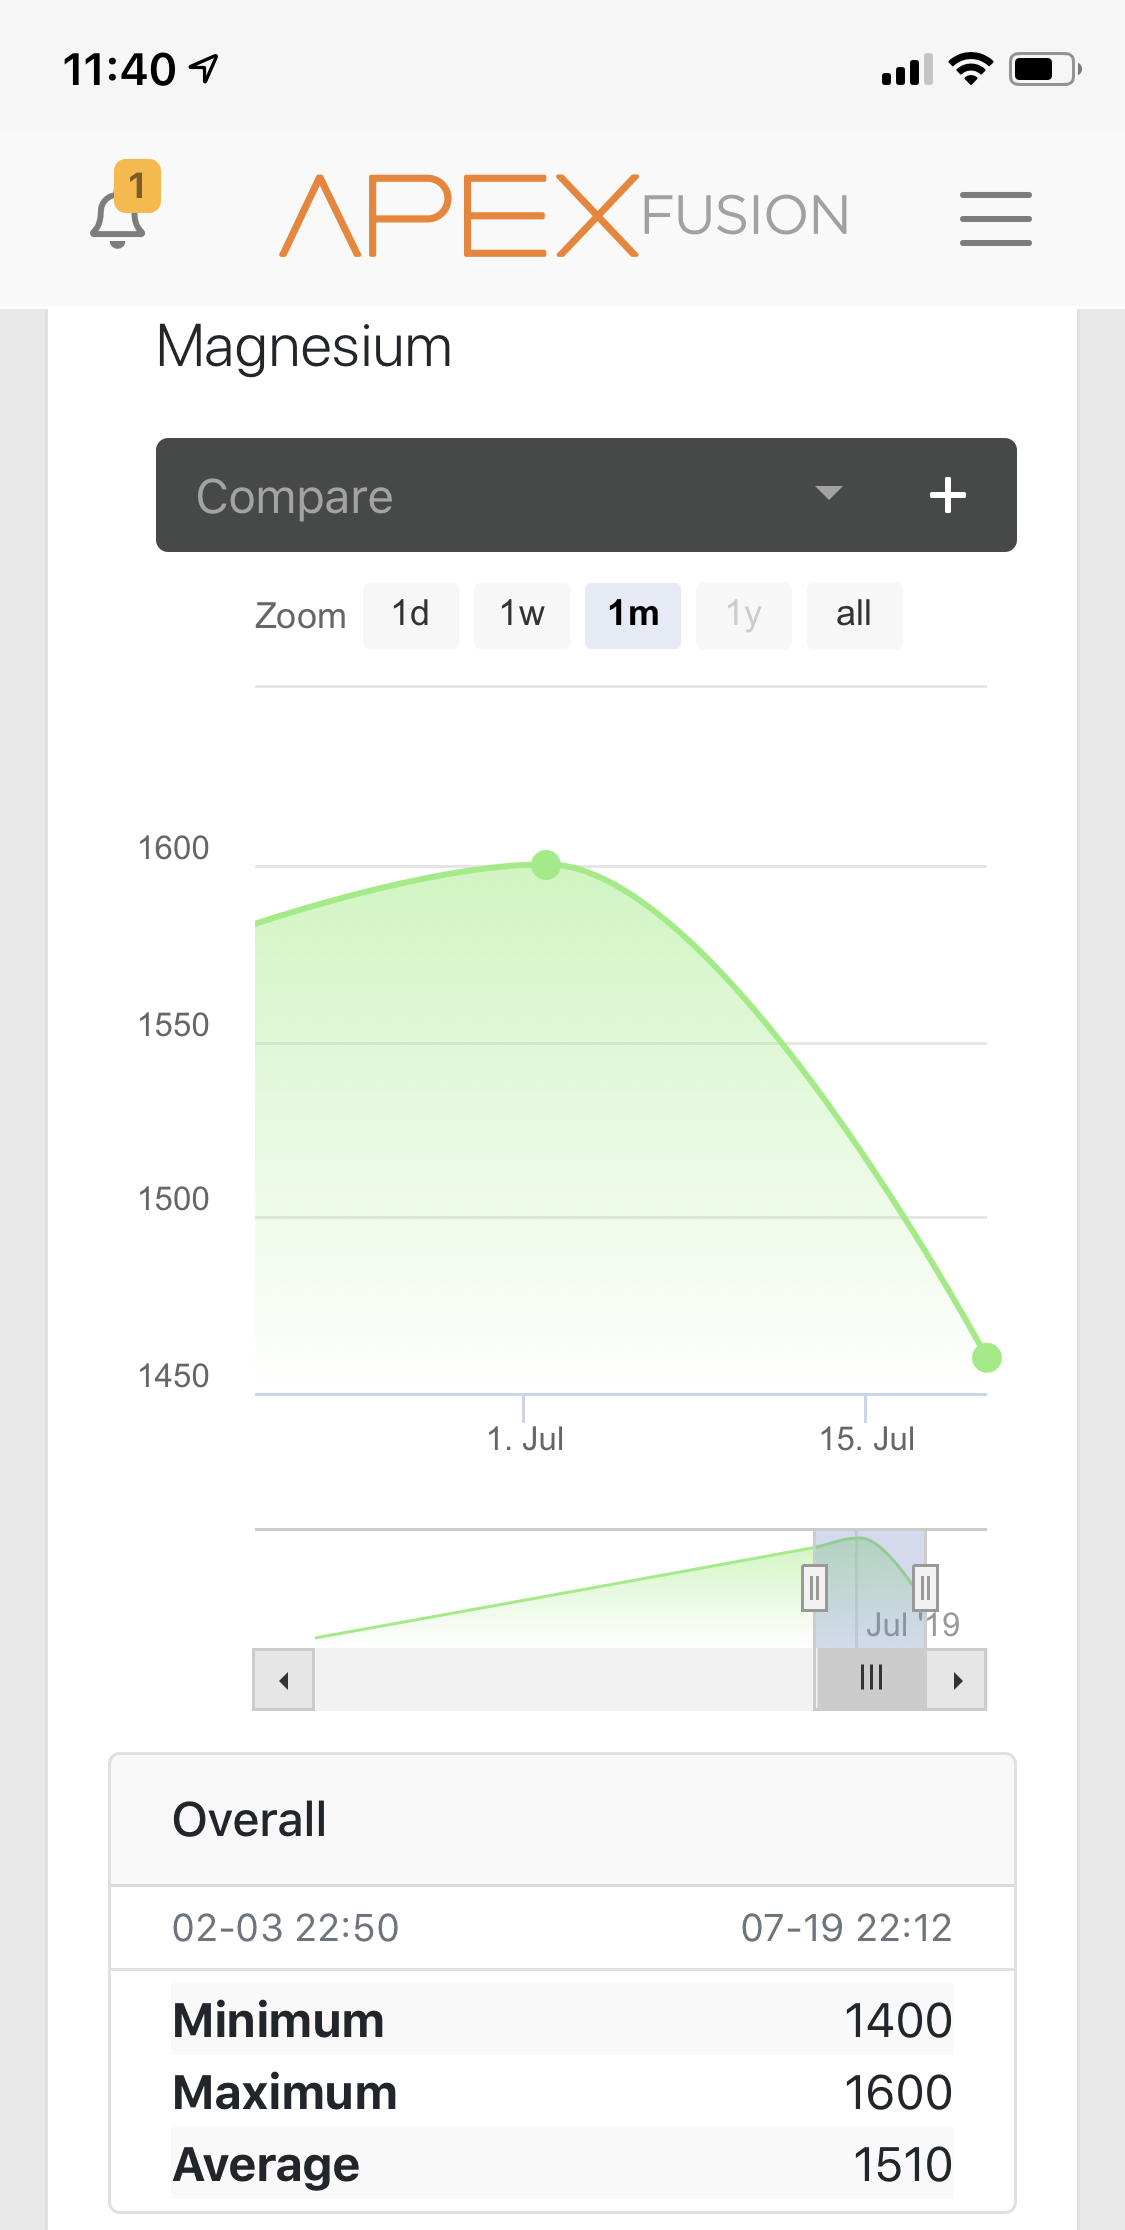 11:40
1
APEX FUSION
Magnesium
Compare
Zoom 1d 1w 1m 1y all
1600
1550
1500
1450
1. Jul 15. Jul
Jul '19
Overall
02-03 22:50 07-19 22:12
Minimum 1400
Maximum 1600
Average 1510